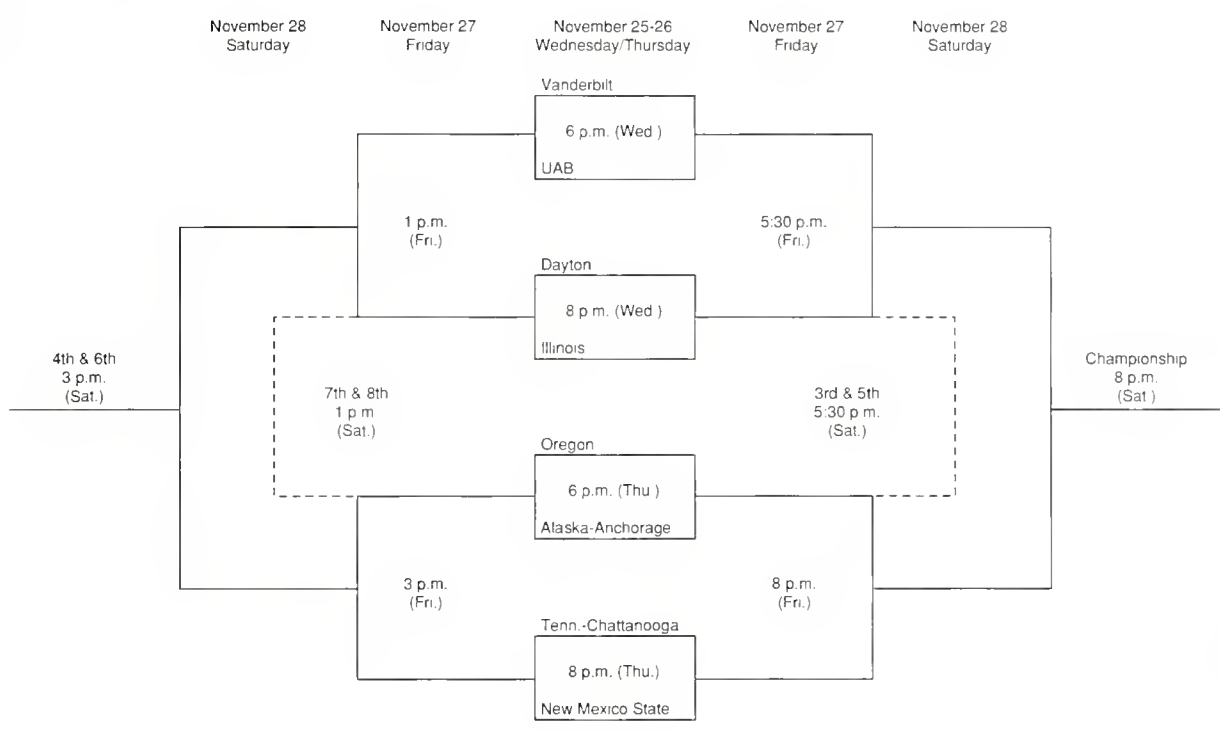 November 28
Saturday
November 27
Friday
November 25-26
Wednesday/Thursday
November 27
Friday
November 28
Saturday
Vanderbilt
6 p.m. (Wed )
UAB
1 p.m.
(Fri.)
5:30 p.m.
(Fri.)
Dayton
8 p m. (Wed )
Illinois
4th & 6th
3 p.m.
(Sat.)
7th & 8th
1 p m
(Sat.)
3rd & 5th
5:30 p m.
(Sat.)
Championship
8 p.m.
(Sat )
Oregon
6 p.m. (Thu )
Alaska-Anchorage
3 p.m.
(Fri.)
8 p.m.
(Fri.)
Tenn.-Chattanooga
8 p.m. (Thu.)
New Mexico State